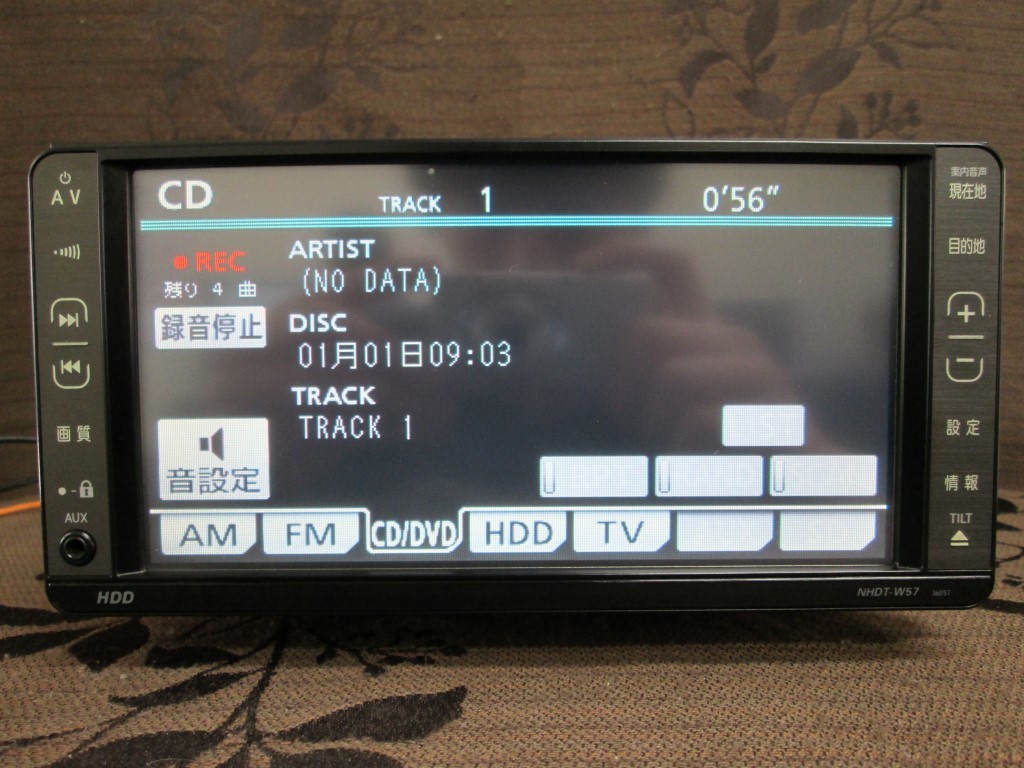 AV
画質
AUX
HDD
CD TRACK 1 0'56"
●REC
残り 4 曲
録音停止
ARTIST
(NO DATA)
DISC
01月01日09:03
TRACK
TRACK 1
音設定
AM FM CD/DVD HDD TV
案内音声
現在地
目的地
+
−
設定
情報
TILT
NHDT-W57